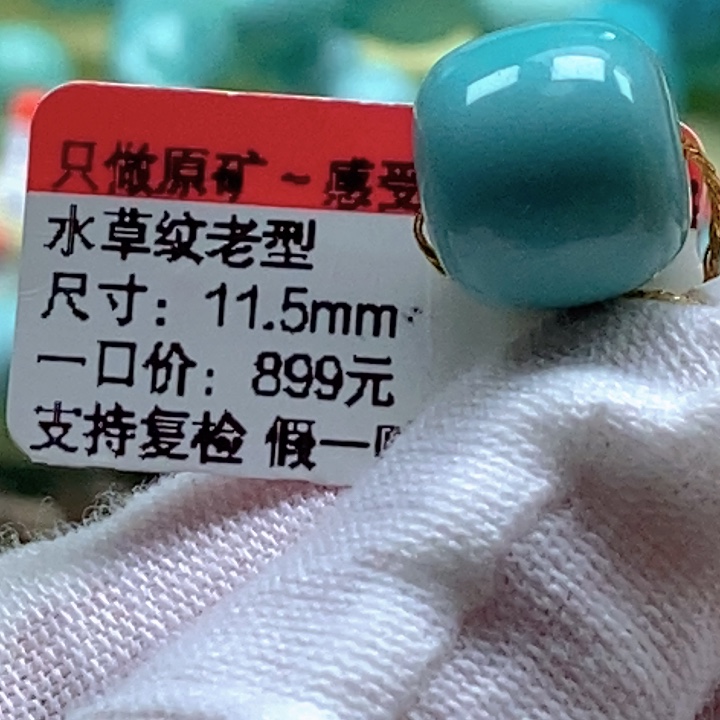 只做原矿~感受
水草纹老型
尺寸：11.5mm
一口价：899元
支持复检 假一